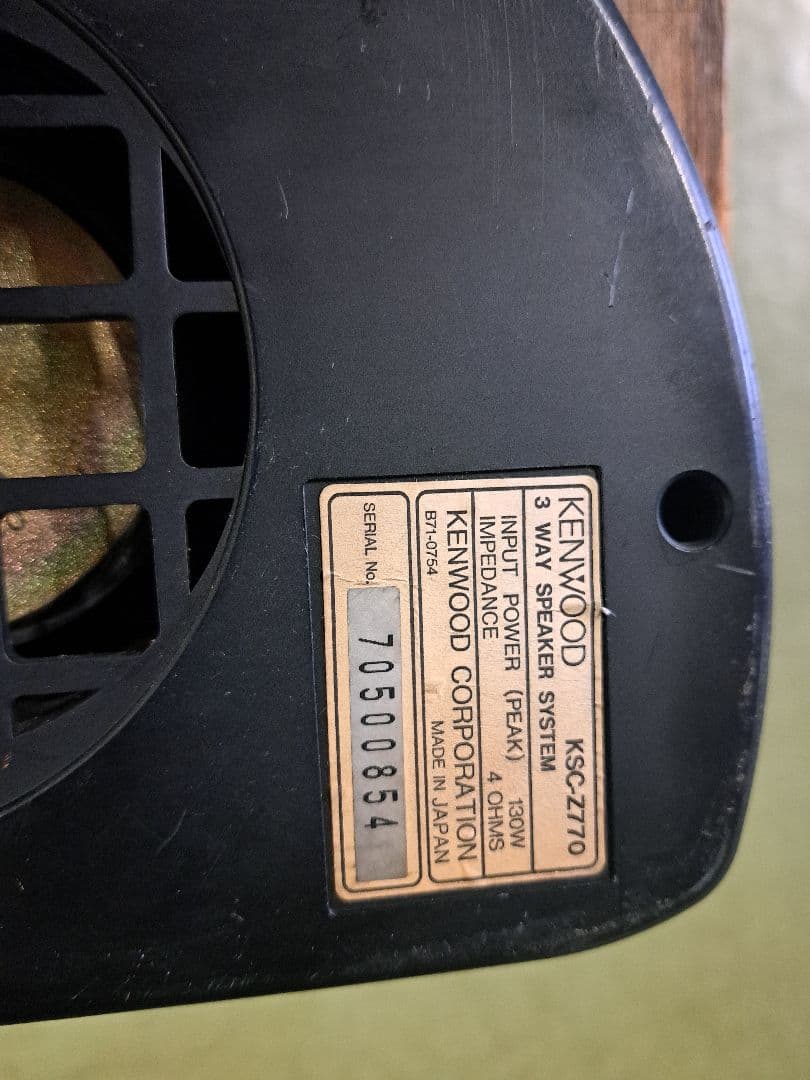 KENWOOD KSC-Z770
3 WAY SPEAKER SYSTEM
INPUT POWER (PEAK) 130W
IMPEDANCE 4 OHMS
KENWOOD CORPORATION
B71-0754 MADE IN JAPAN
SERIAL No. 70500854